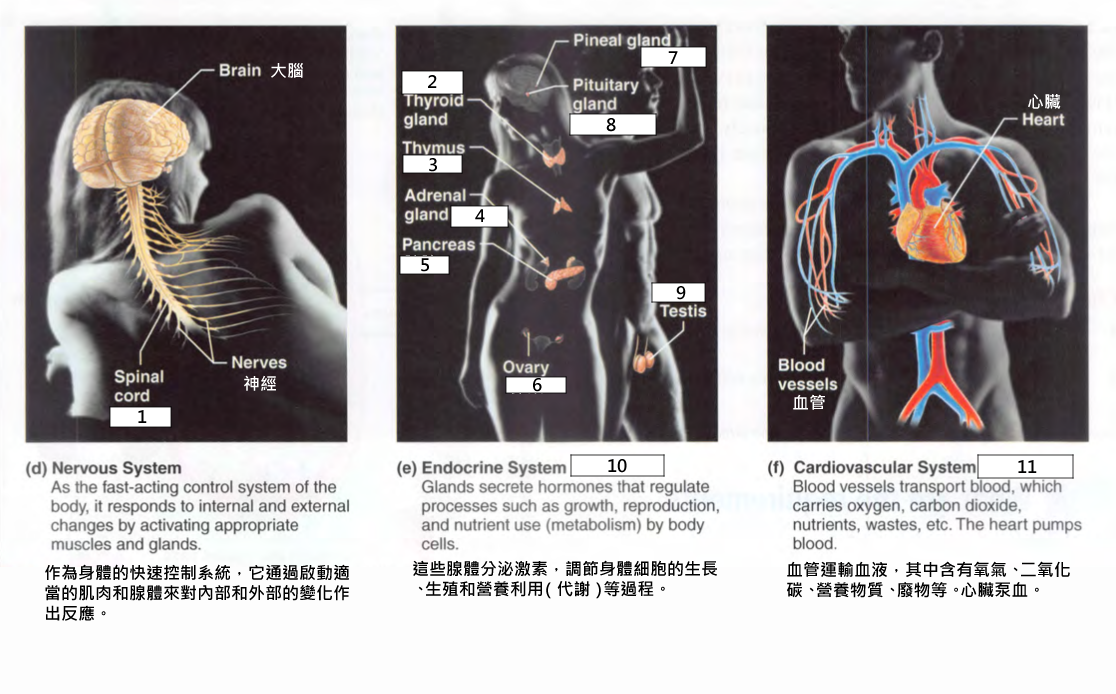 Brain 大腦
Spinal
cord
1
Nerves
神經
(d) Nervous System
As the fast-acting control system of the
body, it responds to internal and external
changes by activating appropriate
muscles and glands.
作為身體的快速控制系統，它通過啟動適
當的肌肉和腺體來對內部和外部的變化作
出反應。
Pineal gland
7
2
Thyroid
gland
Pituitary
gland
8
Thymus
3
Adrenal
gland 4
Pancreas
5
9
Testis
Ovary
6
(e) Endocrine System 10
Glands secrete hormones that regulate
processes such as growth, reproduction,
and nutrient use (metabolism) by body
cells.
這些腺體分泌激素，調節身體細胞的生長
、生殖和營養利用( 代謝 )等過程。
心臟
Heart
Blood
vessels
血管
(f) Cardiovascular System 11
Blood vessels transport blood, which
carries oxygen, carbon dioxide,
nutrients, wastes, etc. The heart pumps
blood.
血管運輸血液，其中含有氧氣、二氧化
碳、營養物質、廢物等。心臟泵血。